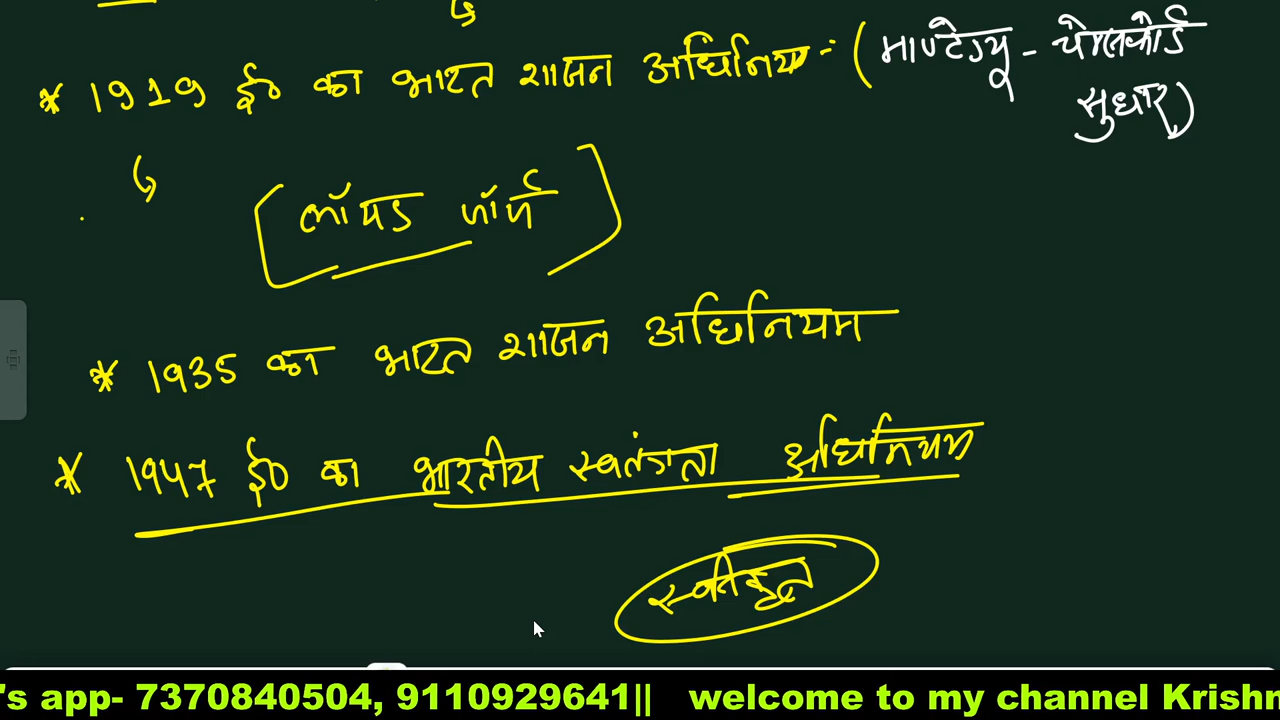 * 1919 ई० का भारत शासन अधिनियम :- (माण्टेग्यू - चेम्सफोर्ड
सुधार)
[लॉयड जॉर्ज]
* 1935 का भारत शासन अधिनियम
* 1947 ई० का भारतीय स्वतंत्रता अधिनियम
स्वीकृत
's app- 7370840504, 9110929641|| welcome to my channel Krishn